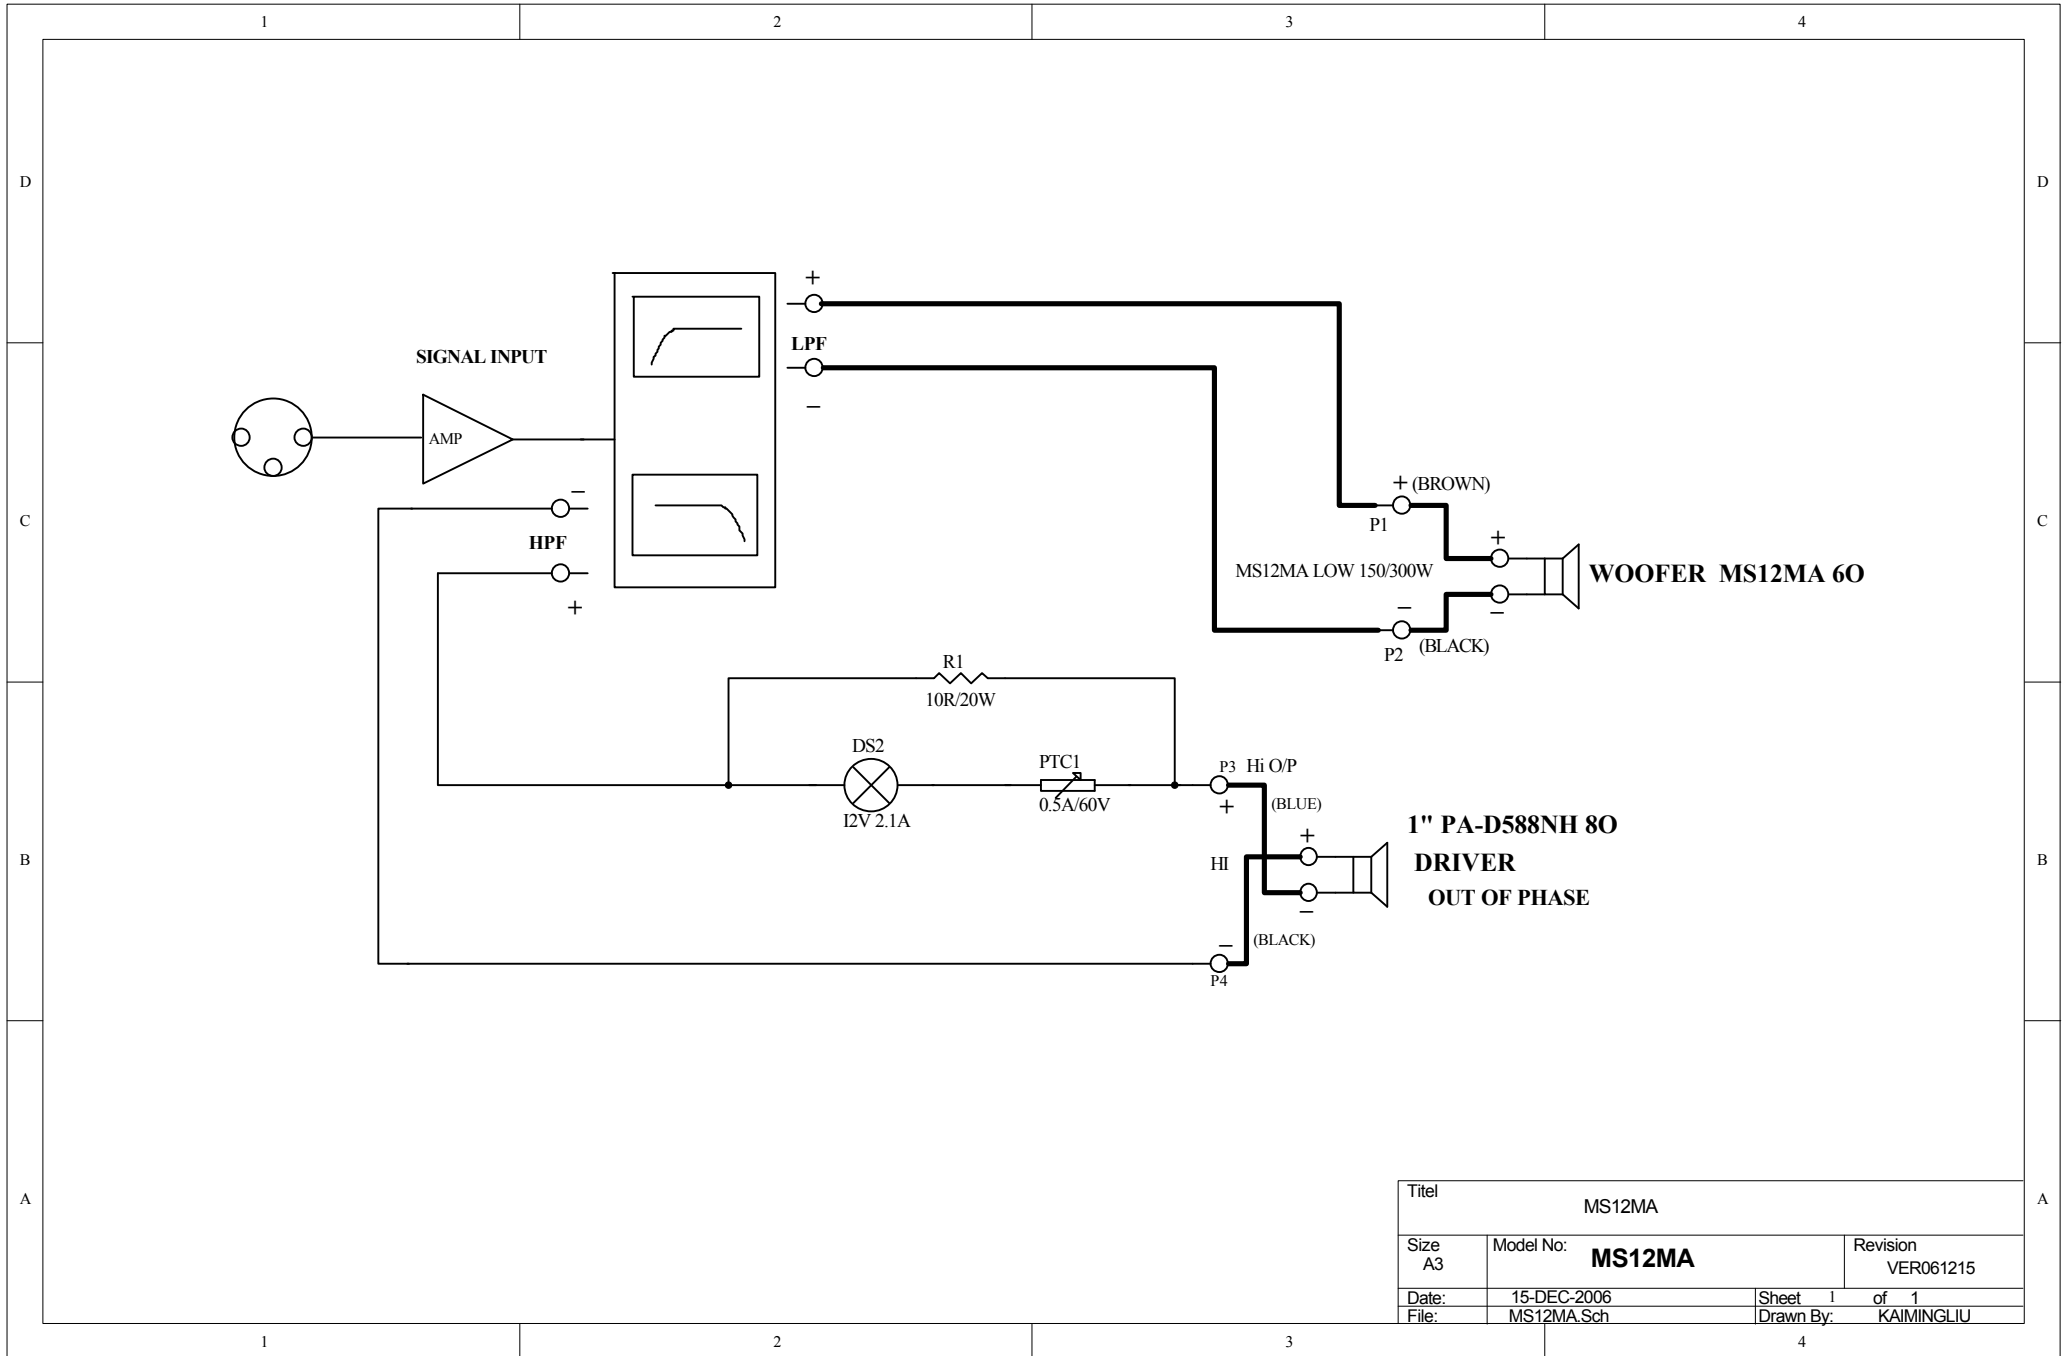 1 2 3 4
D D
+
LPF
−
SIGNAL INPUT
AMP
−
HPF
+
C C
+ (BROWN)
P1
+
MS12MA LOW 150/300W
WOOFER MS12MA 6O
−
−
P2 (BLACK)
R1
10R/20W
DS2
I2V 2.1A
PTC1
0.5A/60V
P3 Hi O/P
+ (BLUE)
+
HI
1" PA-D588NH 8O
DRIVER
OUT OF PHASE
−
− (BLACK)
P4
B B
A A
Titel
MS12MA
Size
A3
Model No: MS12MA
Revision
VER061215
Date: 15-DEC-2006 Sheet 1 of 1
File: MS12MA.Sch Drawn By: KAIMINGLIU
1 2 3 4